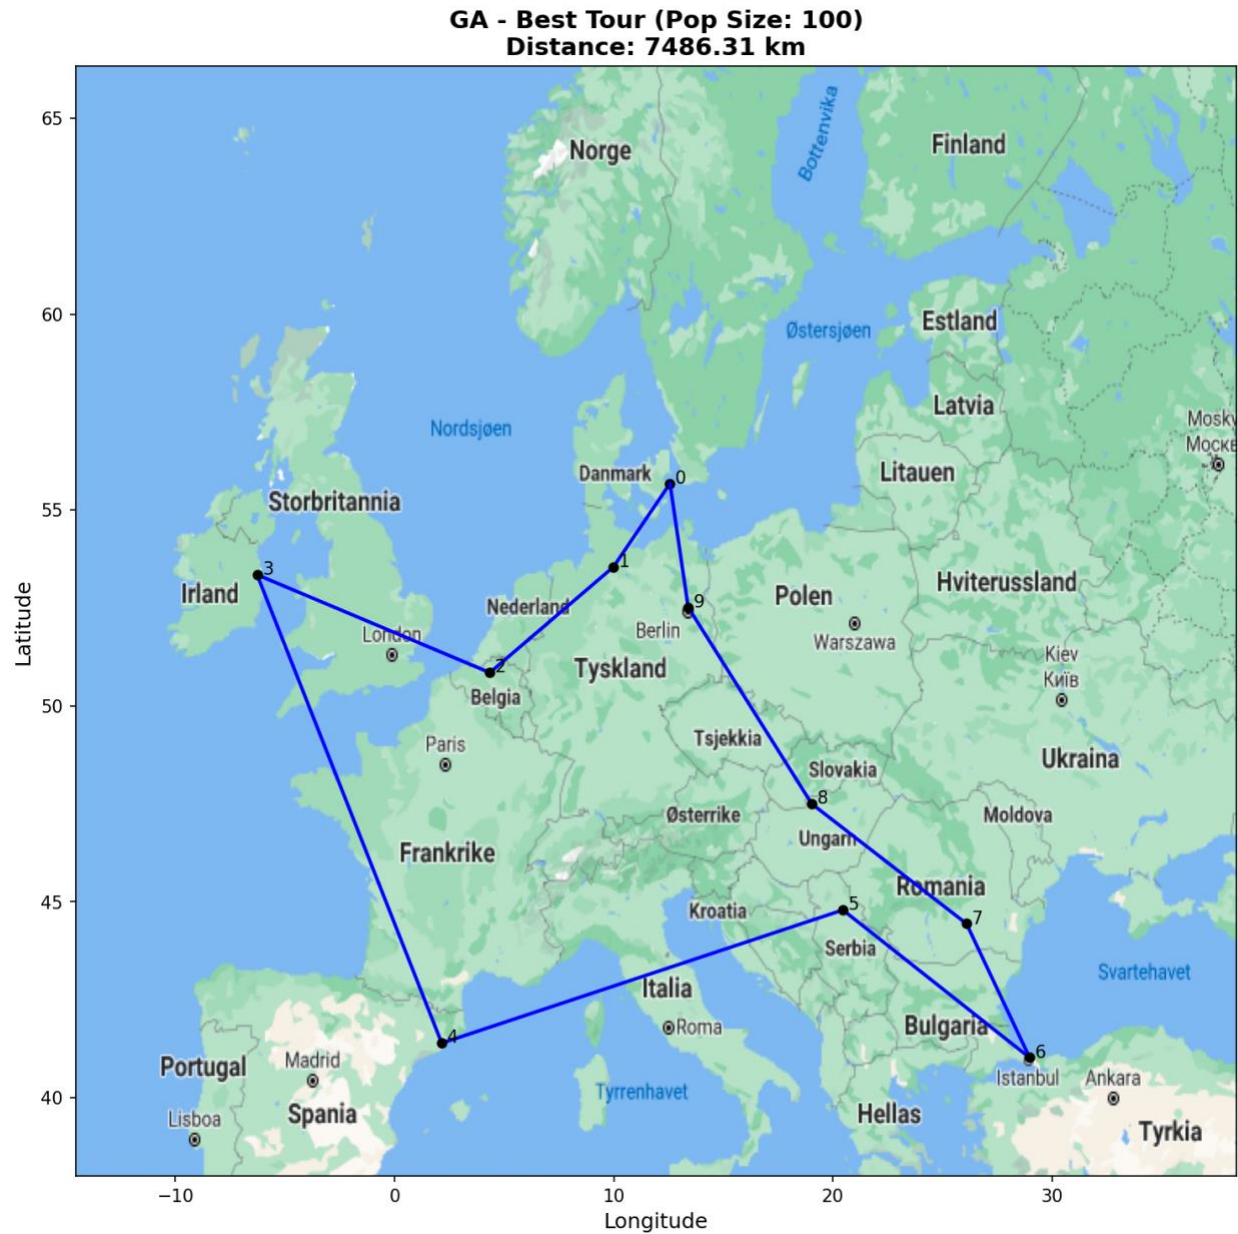 GA - Best Tour (Pop Size: 100)
Distance: 7486.31 km
Bottenvika
Norge
Finland
65
60
Østersjøen
Estland
Latvia
Nordsjøen
Moskv
Москв
Danmark
0
Litauen
Storbritannia
55
1
3
Irland
Nederland
9
Polen
Hviterussland
London
Berlin
Warszawa
2
Tyskland
Kiev
Київ
Belgia
50
Paris
Tsjekkia
Slovakia
Ukraina
8
Østerrike
Ungarn
Moldova
Frankrike
Romania
45
Kroatia
5
7
Serbia
Svartehavet
Italia
Roma
Bulgaria
4
6
Portugal
Madrid
Istanbul
Ankara
40
Tyrrenhavet
Spania
Lisboa
Hellas
Tyrkia
−10
0
10
20
30
Longitude
Latitude